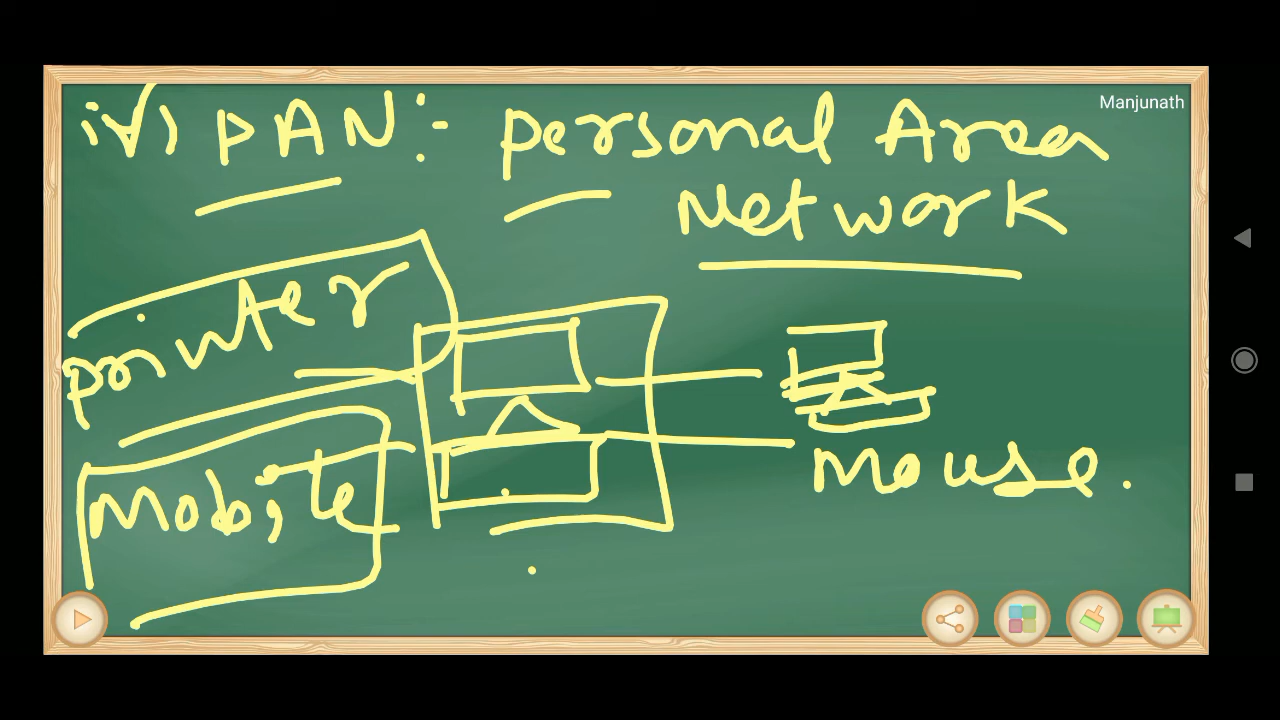 Manjunath
iv) PAN:- Personal Area
Network
printer
Mobile
Mouse.